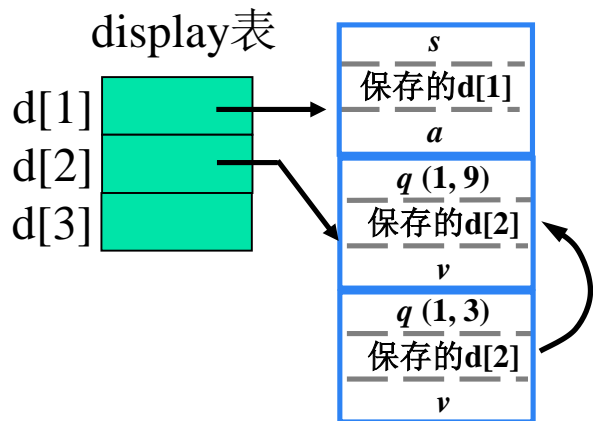 display表
d[1]
d[2]
d[3]
s
保存的d[1]
a
q (1, 9)
保存的d[2]
v
q (1, 3)
保存的d[2]
v